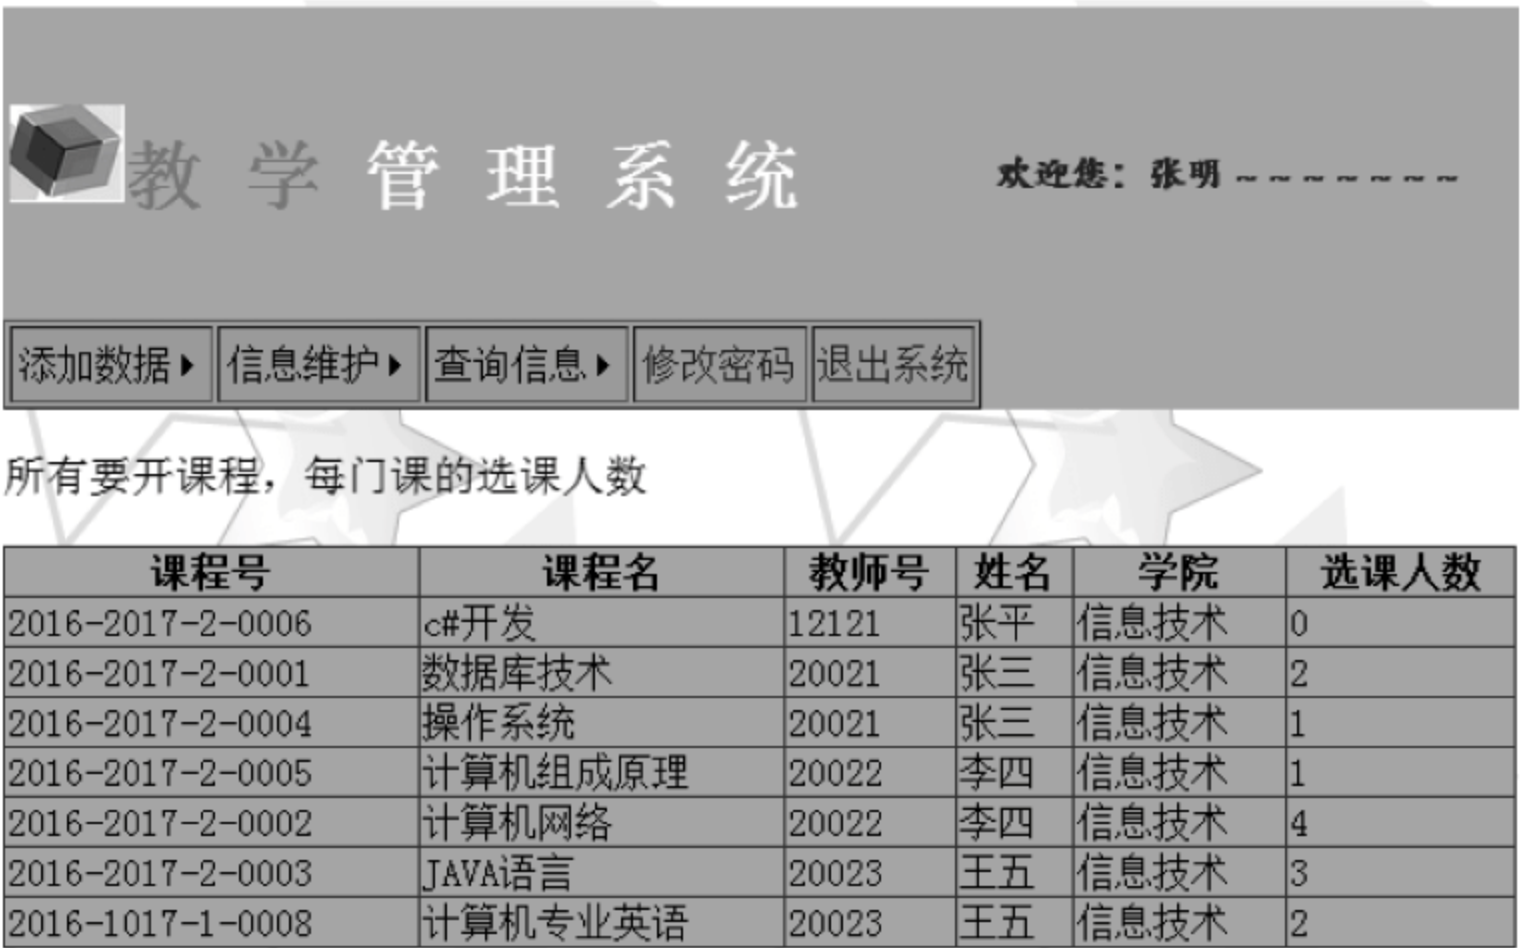 教学管理系统 欢迎您：张明～～～～～～～
添加数据 信息维护 查询信息 修改密码 退出系统
所有要开课程，每门课的选课人数
课程号 课程名 教师号 姓名 学院 选课人数
2016-2017-2-0006 c#开发 12121 张平 信息技术 0
2016-2017-2-0001 数据库技术 20021 张三 信息技术 2
2016-2017-2-0004 操作系统 20021 张三 信息技术 1
2016-2017-2-0005 计算机组成原理 20022 李四 信息技术 1
2016-2017-2-0002 计算机网络 20022 李四 信息技术 4
2016-2017-2-0003 JAVA语言 20023 王五 信息技术 3
2016-1017-1-0008 计算机专业英语 20023 王五 信息技术 2